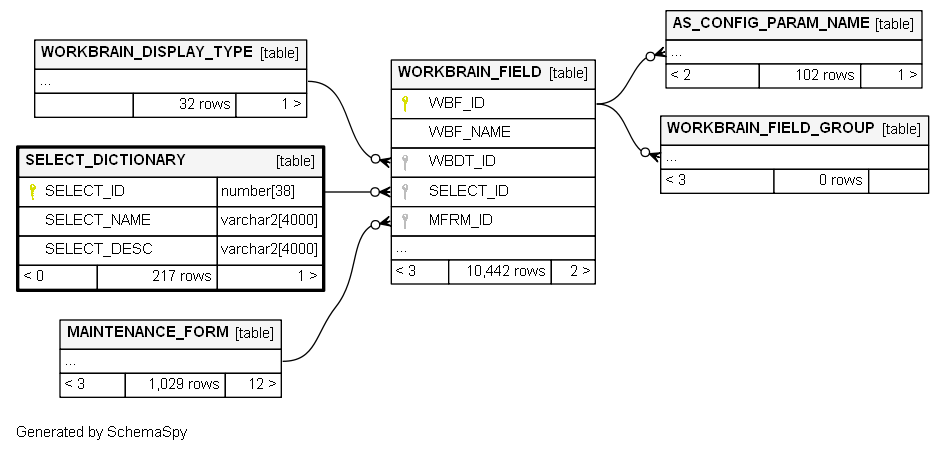 WORKBRAIN_DISPLAY_TYPE [table]
...
32 rows 1 >
SELECT_DICTIONARY [table]
SELECT_ID number[38]
SELECT_NAME varchar2[4000]
SELECT_DESC varchar2[4000]
< 0 217 rows 1 >
MAINTENANCE_FORM [table]
...
< 3 1,029 rows 12 >
WORKBRAIN_FIELD [table]
WBF_ID
WBF_NAME
WBDT_ID
SELECT_ID
MFRM_ID
...
< 3 10,442 rows 2 >
AS_CONFIG_PARAM_NAME [table]
...
< 2 102 rows 1 >
WORKBRAIN_FIELD_GROUP [table]
...
< 3 0 rows
Generated by SchemaSpy